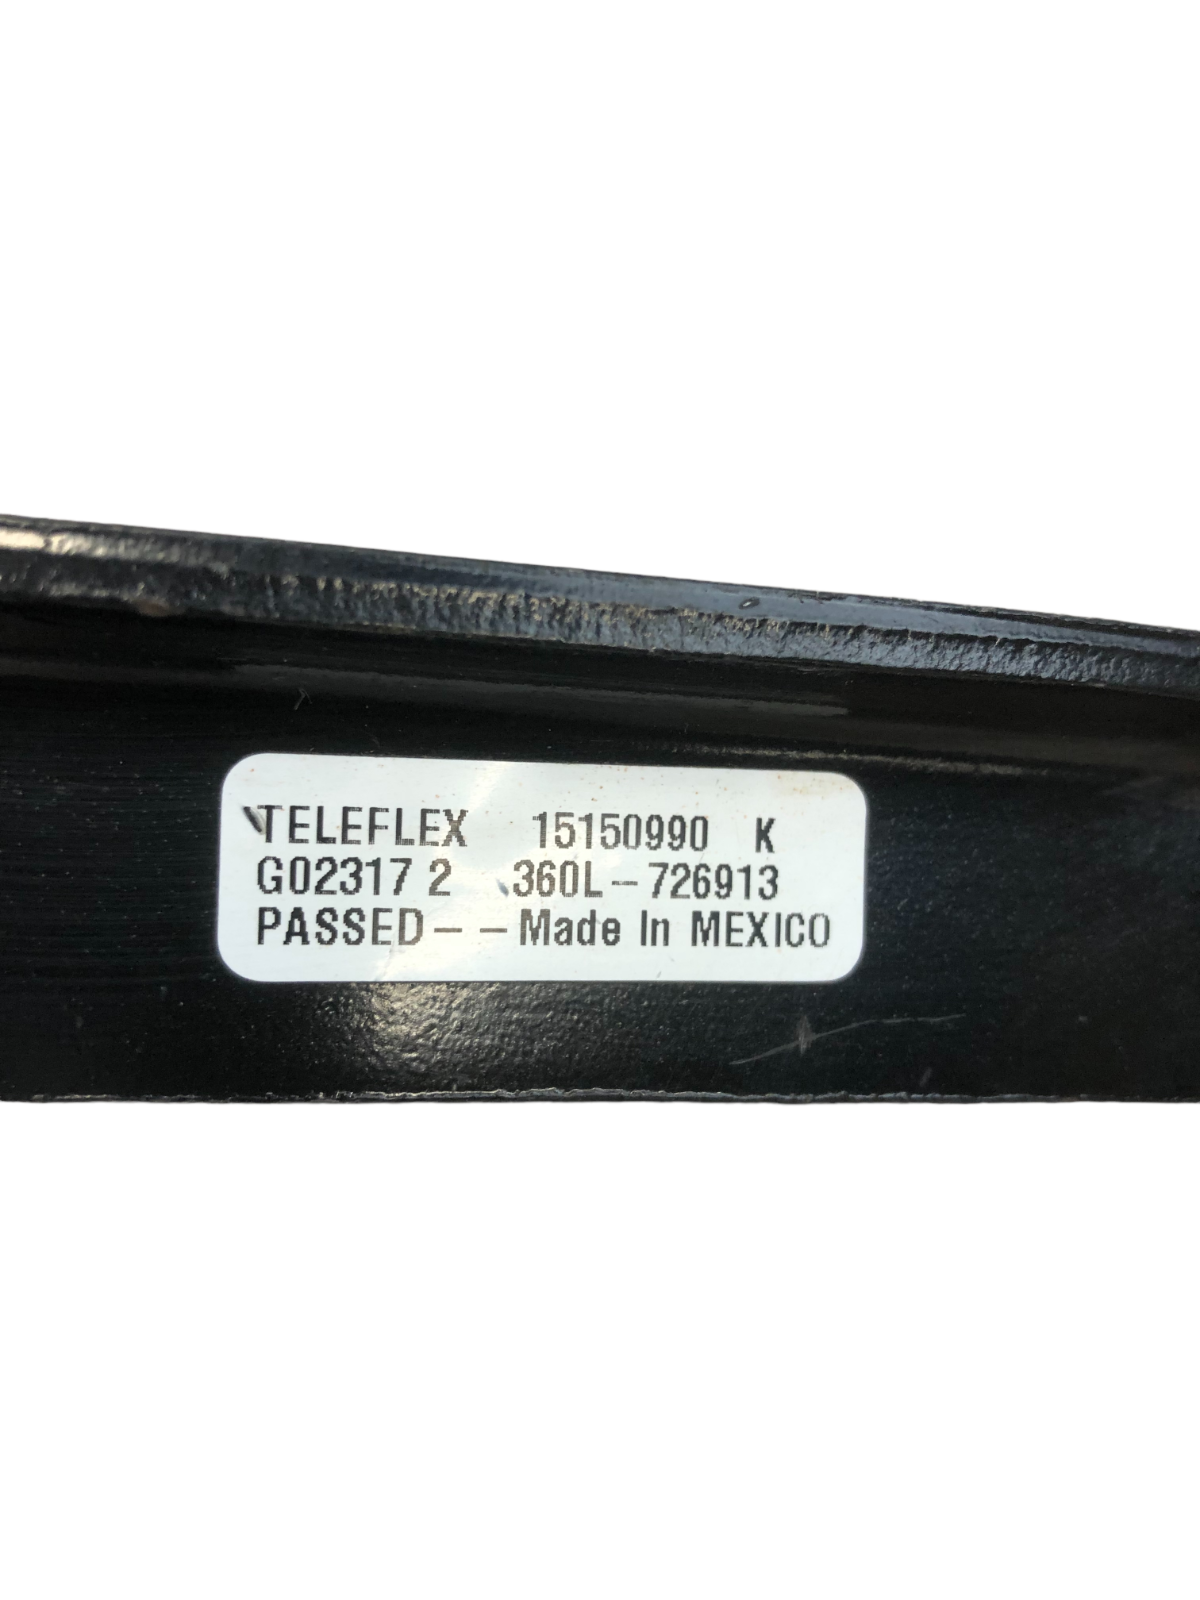 TELEFLEX 15150990 K
G02317 2 360L-726913
PASSED--Made In MEXICO